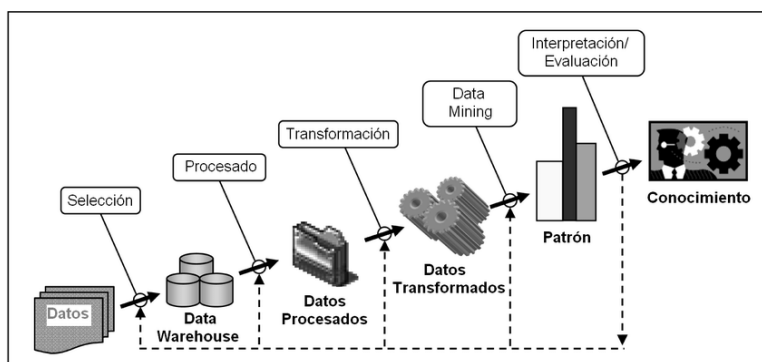 Interpretación/
Evaluación
Data
Mining
Transformación
Procesado
Selección
Conocimiento
Patrón
Datos
Transformados
Datos
Procesados
Data
Warehouse
Datos